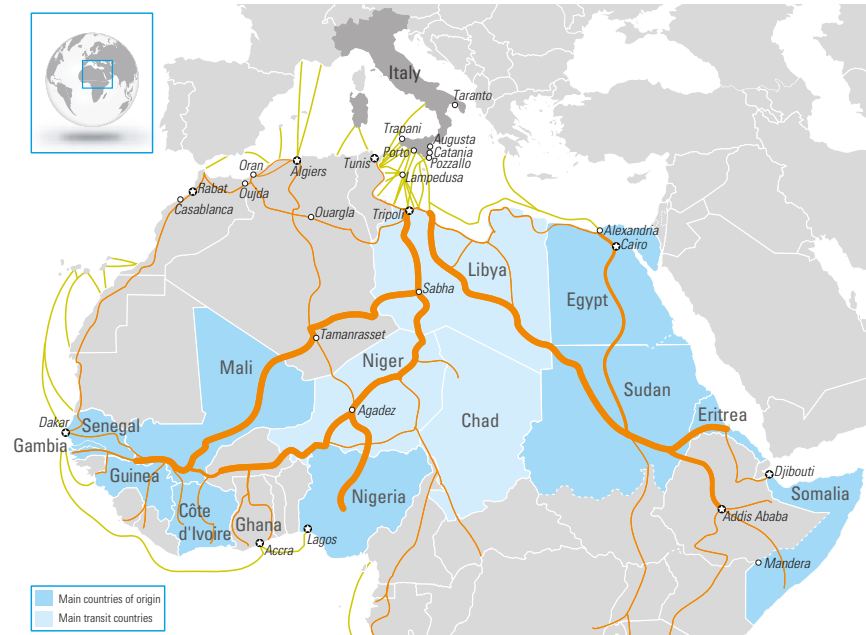 Italy
Taranto
Trapani
Augusta
Catania
Porto
Pozzallo
Tunis
Lampedusa
Oran
Algiers
Rabat
Oujda
Casablanca
Ouargla
Tripoli
Alexandria
Cairo
Libya
Sabha
Egypt
Tamanrasset
Mali
Niger
Sudan
Agadez
Chad
Eritrea
Dakar
Senegal
Gambia
Djibouti
Guinea
Nigeria
Somalia
Côte
d'Ivoire
Ghana
Addis Ababa
Lagos
Accra
Mandera
Main countries of origin
Main transit countries